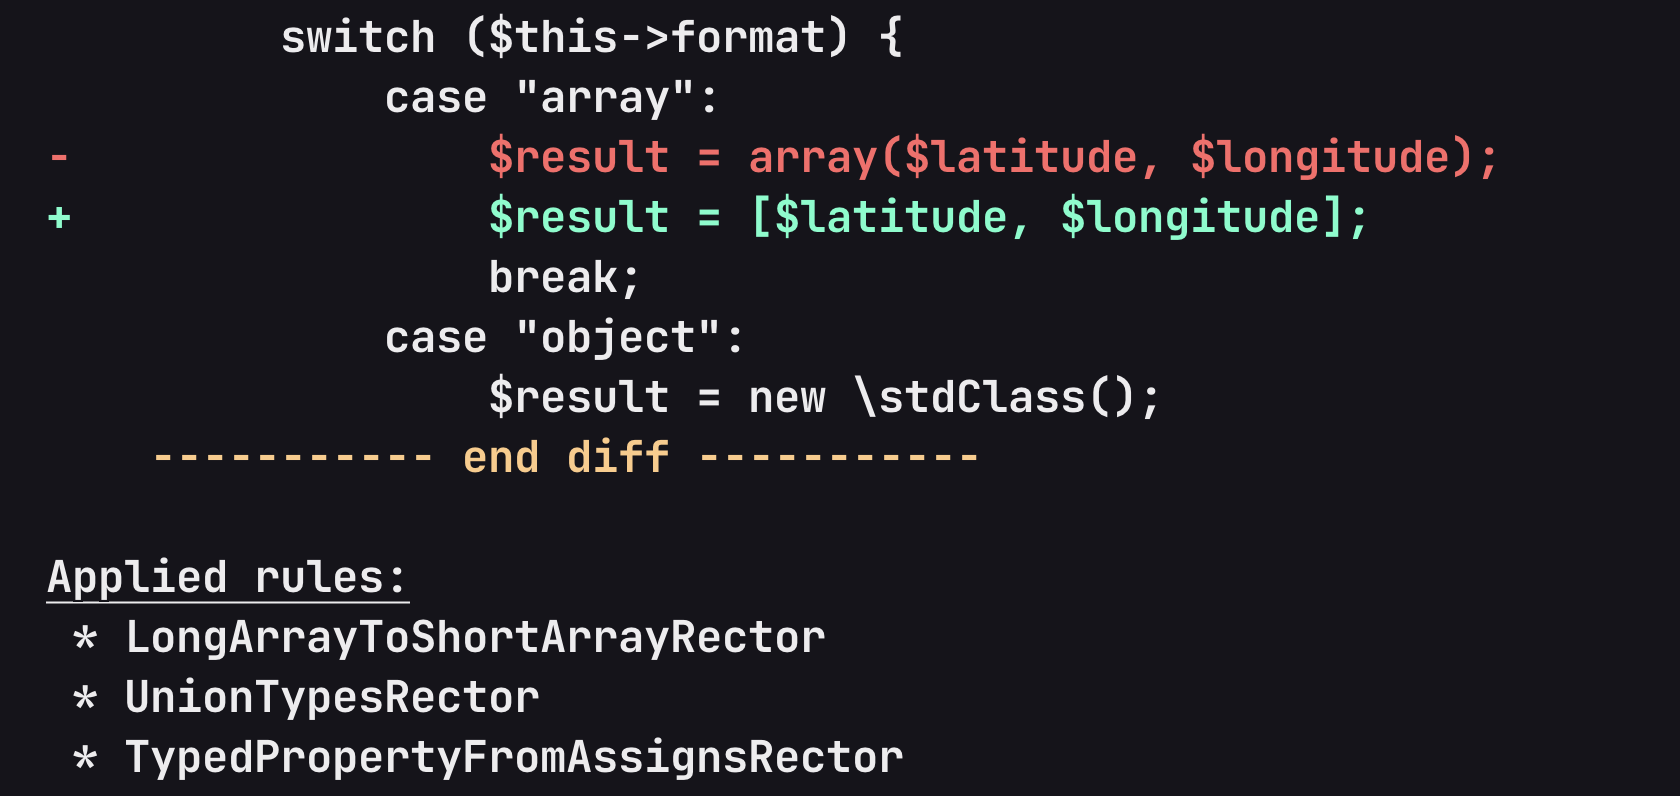 switch ($this->format) {
case "array":
- $result = array($latitude, $longitude);
+ $result = [$latitude, $longitude];
break;
case "object":
$result = new \stdClass();
----------- end diff -----------
Applied rules:
* LongArrayToShortArrayRector
* UnionTypesRector
* TypedPropertyFromAssignsRector